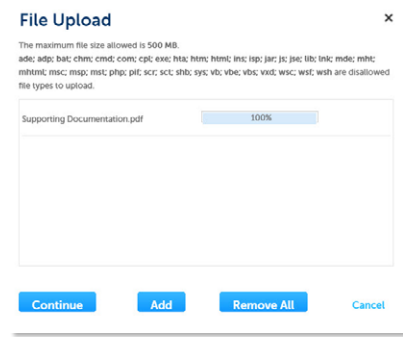 File Upload
×
The maximum file size allowed is 500 MB.
ade; adp; bat; chm; cmd; com; cpl; exe; hta; htm; html; ins; isp; jar; js; jse; lib; lnk; mde; mht;
mhtml; msc; msp; mst; php; pif; scr; sct; shb; sys; vb; vbe; vbs; vxd; wsc; wsf; wsh are disallowed
file types to upload.
Supporting Documentation.pdf 100%
Continue Add Remove All Cancel